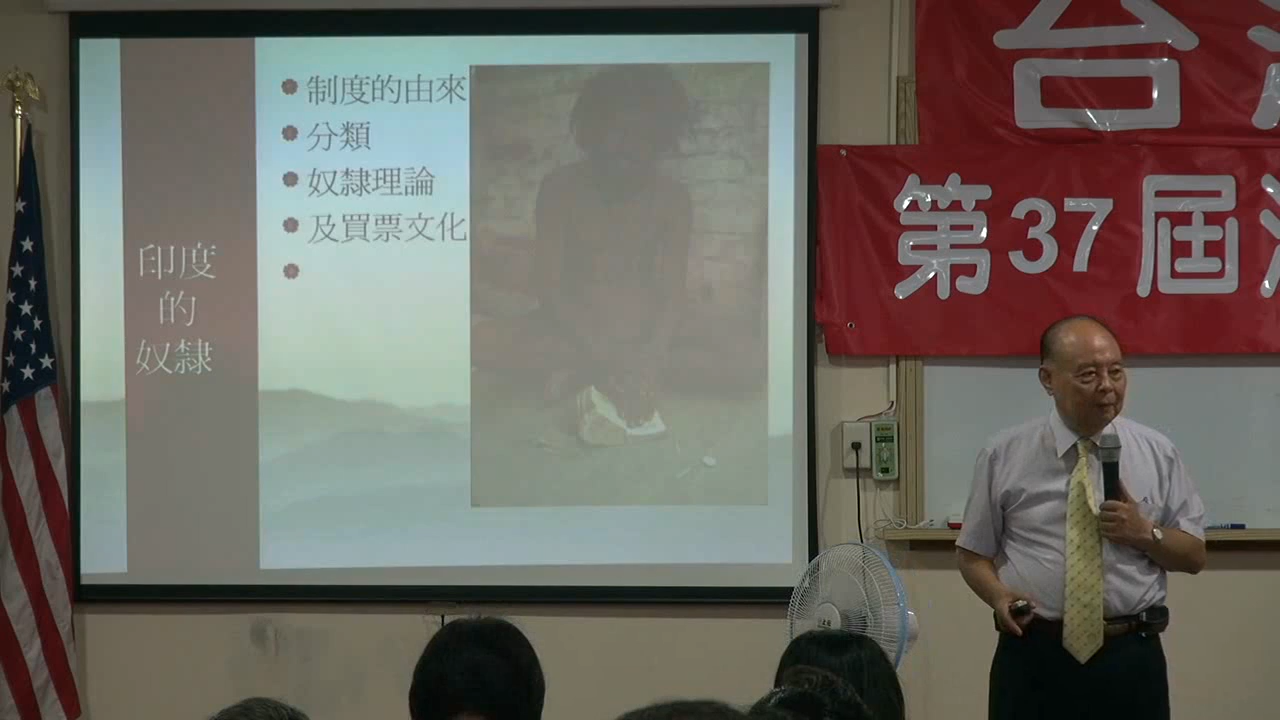 印度
的
奴隸
制度的由來
分類
奴隸理論
及買票文化
台
第37屆